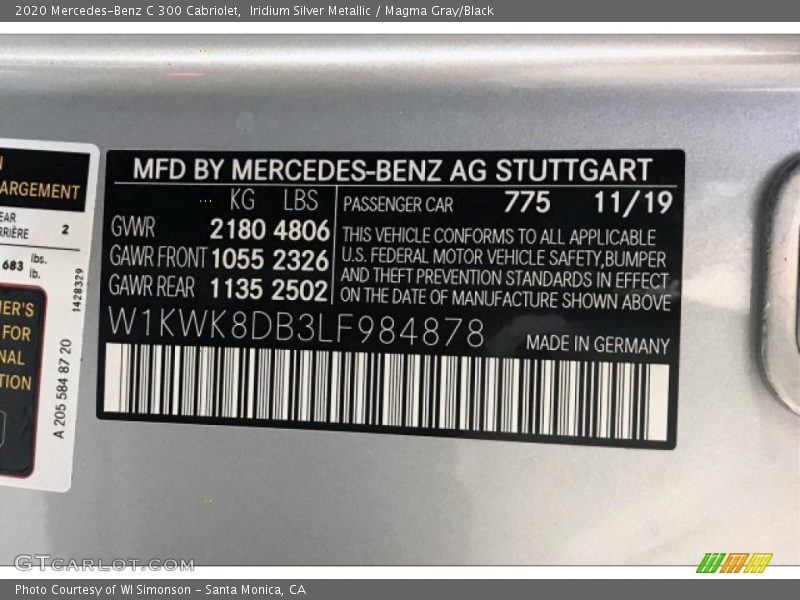 2020 Mercedes-Benz C 300 Cabriolet,  Iridium Silver Metallic / Magma Gray/Black
ARGEMENT
2
683 lbs.
lb.
FOR
1428329
A 205 584 87 20
MFD BY MERCEDES-BENZ AG STUTTGART
KG LBS
GVWR 2180 4806
GAWR FRONT 1055 2326
GAWR REAR 1135 2502
PASSENGER CAR 775 11/19
THIS VEHICLE CONFORMS TO ALL APPLICABLE
U.S. FEDERAL MOTOR VEHICLE SAFETY,BUMPER
AND THEFT PREVENTION STANDARDS IN EFFECT
ON THE DATE OF MANUFACTURE SHOWN ABOVE
W1KWK8DB3LF984878
MADE IN GERMANY
GTCARLOT.COM
Photo Courtesy of WI Simonson - Santa Monica, CA